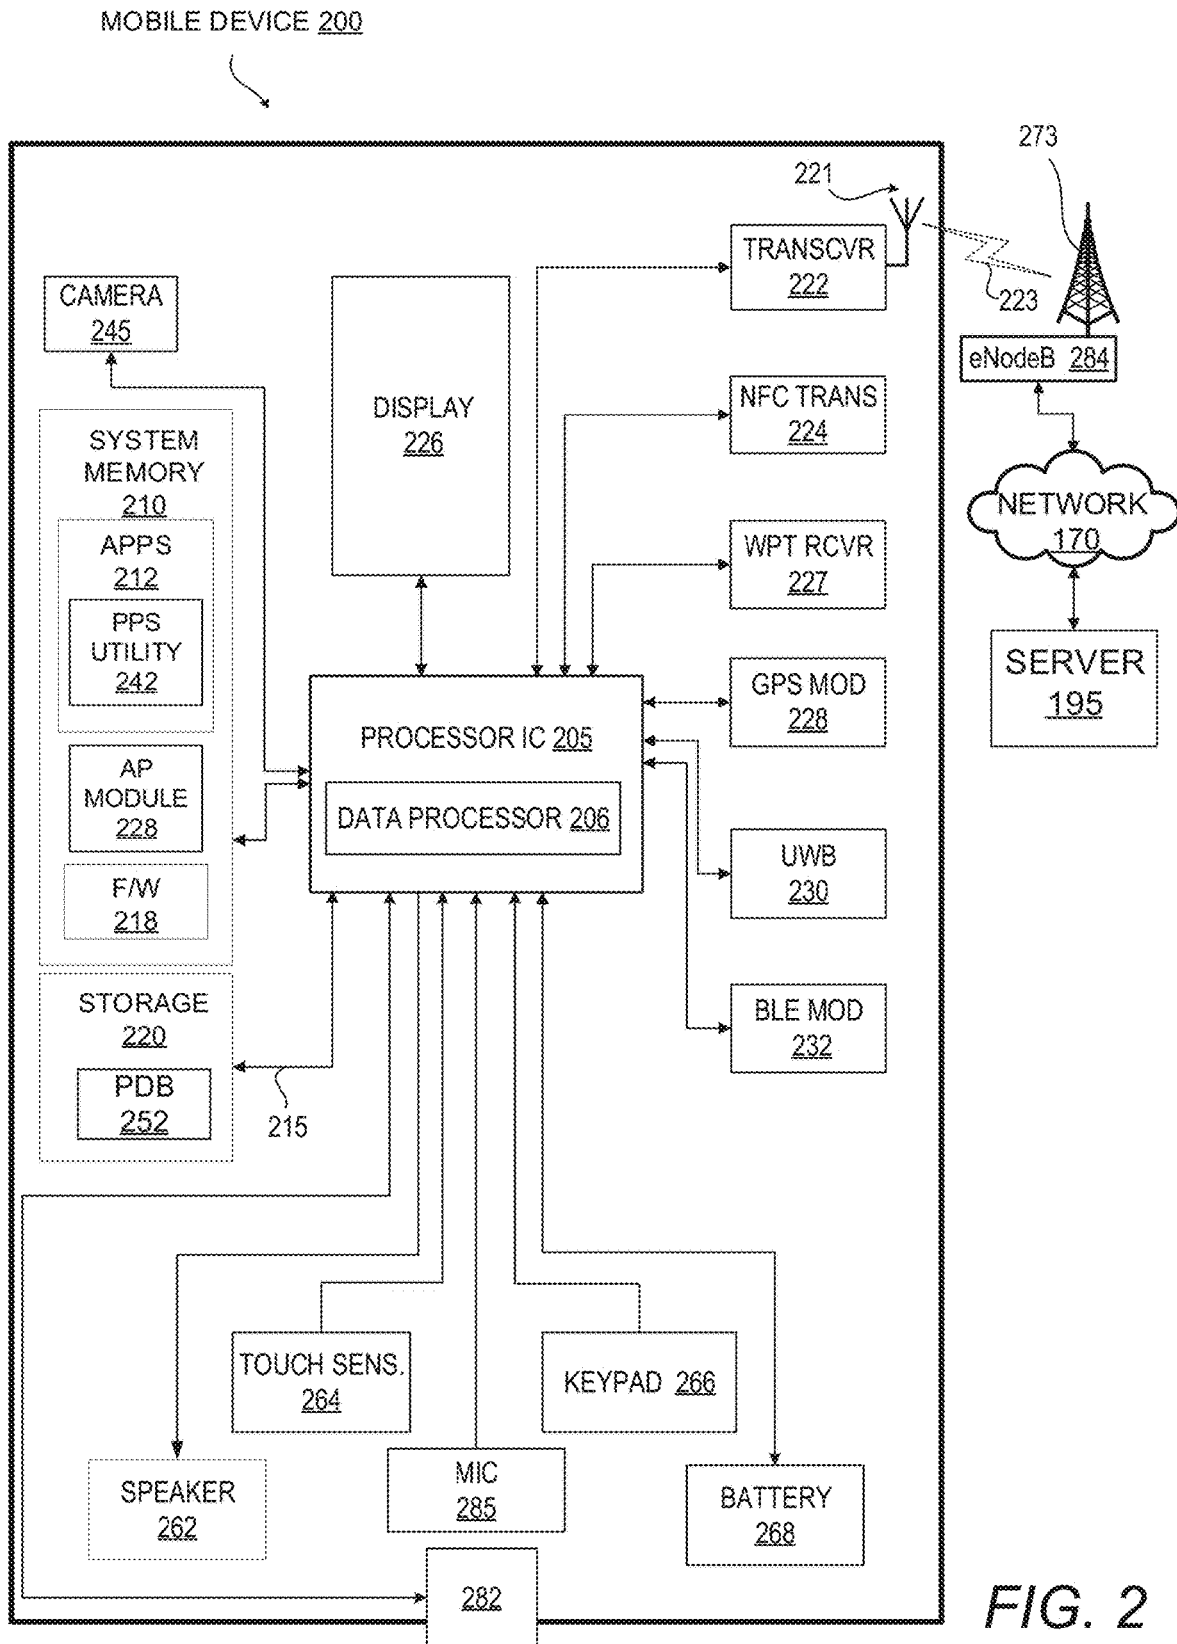 MOBILE DEVICE 200
273
221
TRANSCVR
222
223
CAMERA
245
eNodeB 284
DISPLAY
226
NFC TRANS
224
SYSTEM
MEMORY
210
NETWORK
170
APPS
212
WPT RCVR
227
PPS
UTILITY
242
SERVER
195
GPS MOD
228
PROCESSOR IC 205
AP
MODULE
228
DATA PROCESSOR 206
UWB
230
F/W
218
STORAGE
220
BLE MOD
232
PDB
252
215
TOUCH SENS.
264
KEYPAD 266
MIC
285
SPEAKER
262
BATTERY
268
282
FIG. 2